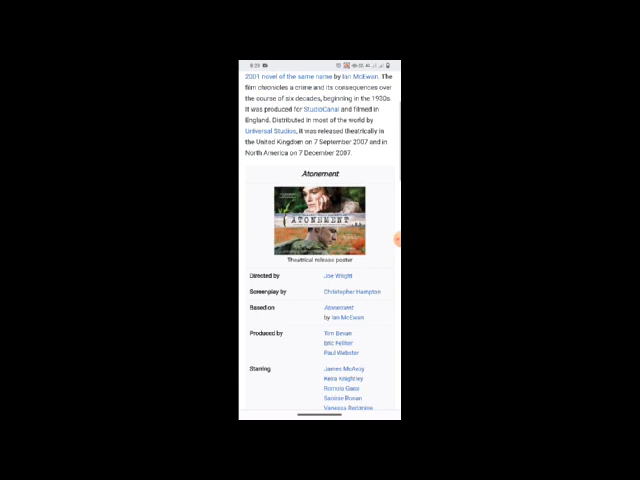 2001 novel of the same name by Ian McEwan. The
film chronicles a crime and its consequences over
the course of six decades, beginning in the 1930s.
It was produced for StudioCanal and filmed in
England. Distributed in most of the world by
Universal Studios, it was released theatrically in
the United Kingdom on 7 September 2007 and in
North America on 7 December 2007.
Atonement
ATONEMENT
Theatrical release poster
Directed by Joe Wright
Screenplay by Christopher Hampton
Based on Atonement
by Ian McEwan
Produced by Tim Bevan
Eric Fellner
Paul Webster
Starring James McAvoy
Keira Knightley
Romola Garai
Saoirse Ronan
Vanessa Redgrave